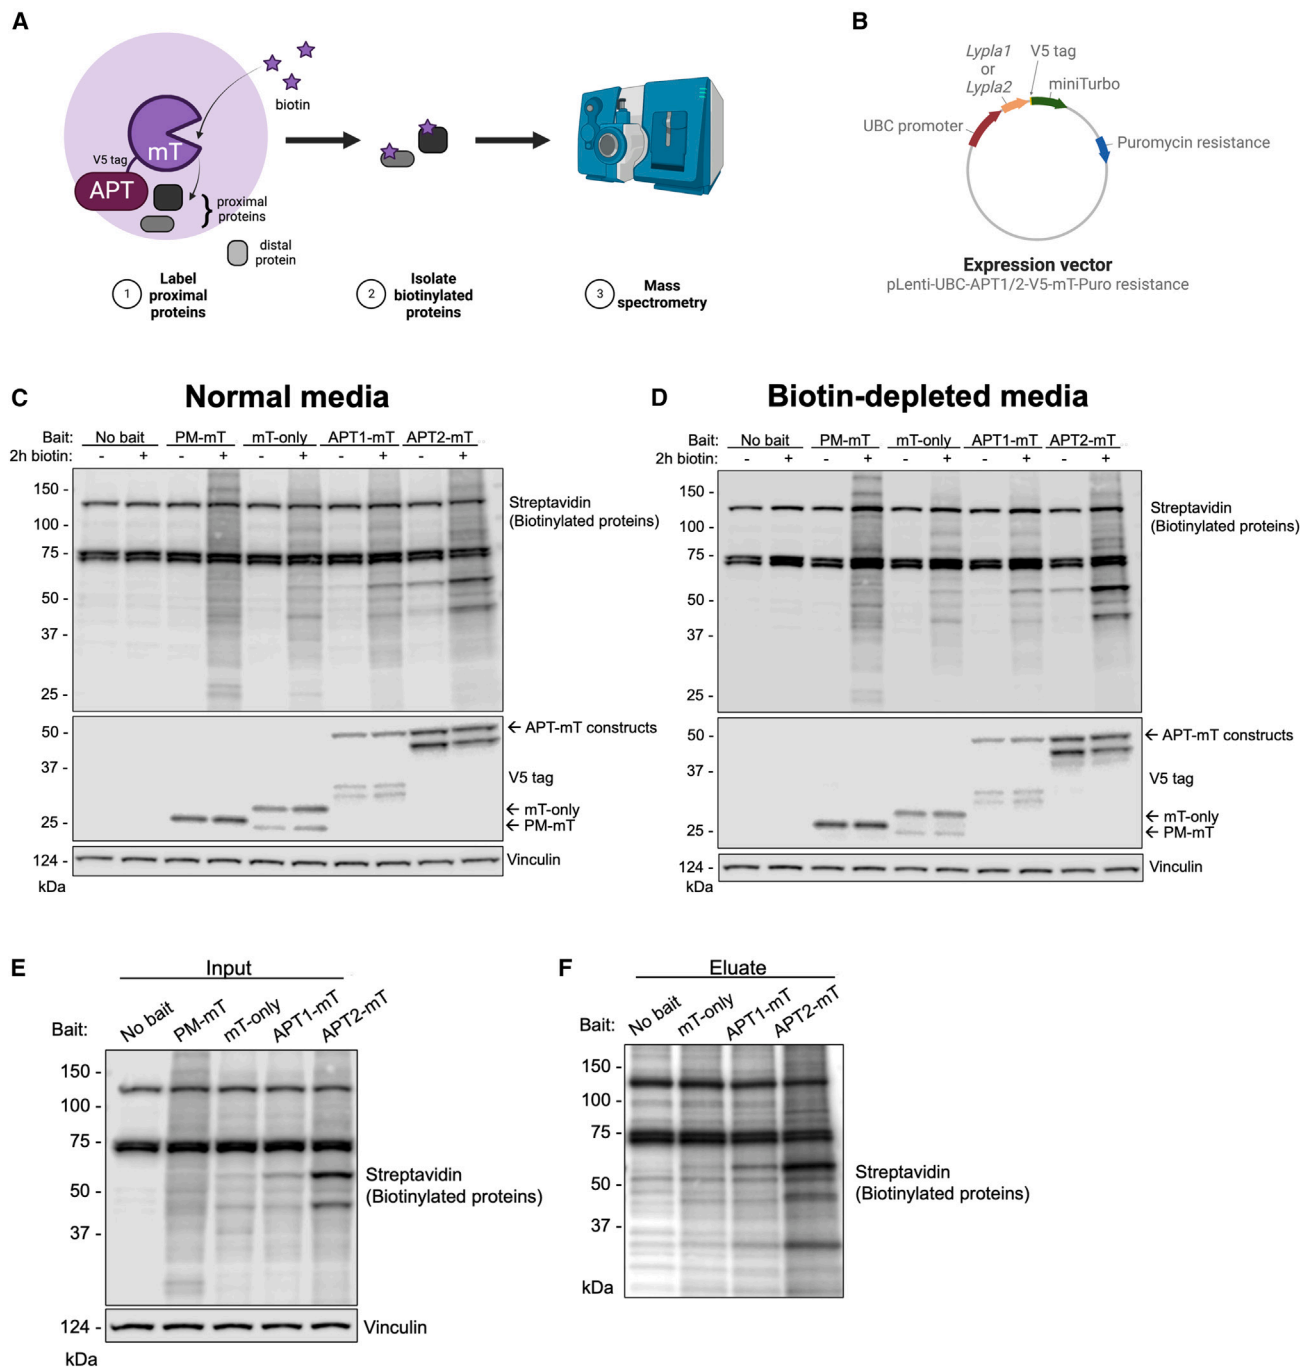 A
biotin
mT
V5 tag
APT
proximal
proteins
distal
protein
1
Label
proximal
proteins
2
Isolate
biotinylated
proteins
3
Mass
spectrometry
B
Lypla1
or
Lypla2
V5 tag
miniTurbo
UBC promoter
Puromycin resistance
Expression vector
pLenti-UBC-APT1/2-V5-mT-Puro resistance
C
Normal media
Bait: No bait PM-mT mT-only APT1-mT APT2-mT
2h biotin: - + - + - + - + - +
150 -
100 -
75 -
50 -
37 -
25 -
Streptavidin
(Biotinylated proteins)
50 -
37 -
25 -
← APT-mT constructs
V5 tag
← mT-only
← PM-mT
124 -
Vinculin
kDa
D
Biotin-depleted media
Bait: No bait PM-mT mT-only APT1-mT APT2-mT
2h biotin: - + - + - + - + - +
150 -
100 -
75 -
50 -
37 -
25 -
Streptavidin
(Biotinylated proteins)
50 -
37 -
25 -
← APT-mT constructs
V5 tag
← mT-only
← PM-mT
124 -
Vinculin
kDa
E
Input
Bait: No bait PM-mT mT-only APT1-mT APT2-mT
150 -
100 -
75 -
50 -
37 -
Streptavidin
(Biotinylated proteins)
124 -
Vinculin
kDa
F
Eluate
Bait: No bait mT-only APT1-mT APT2-mT
150 -
100 -
75 -
50 -
37 -
kDa
Streptavidin
(Biotinylated proteins)